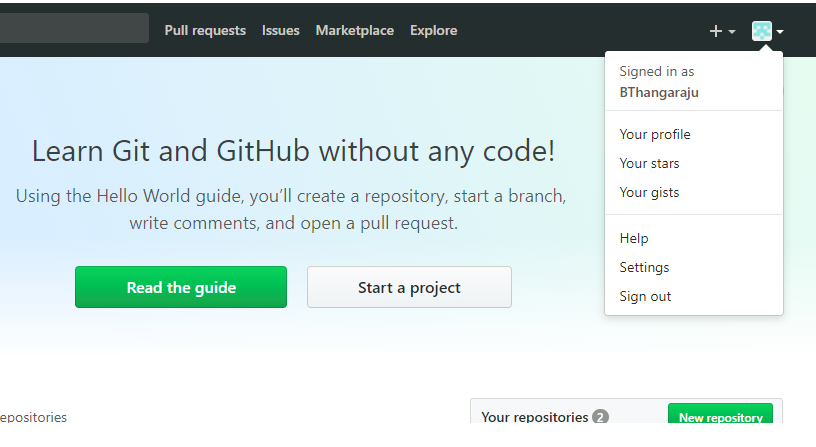 Pull requests Issues Marketplace Explore
Signed in as
BThangaraju
Your profile
Your stars
Your gists
Help
Settings
Sign out
Learn Git and GitHub without any code!
Using the Hello World guide, you’ll create a repository, start a branch,
write comments, and open a pull request.
Read the guide
Start a project
epositories
Your repositories 2
New repository